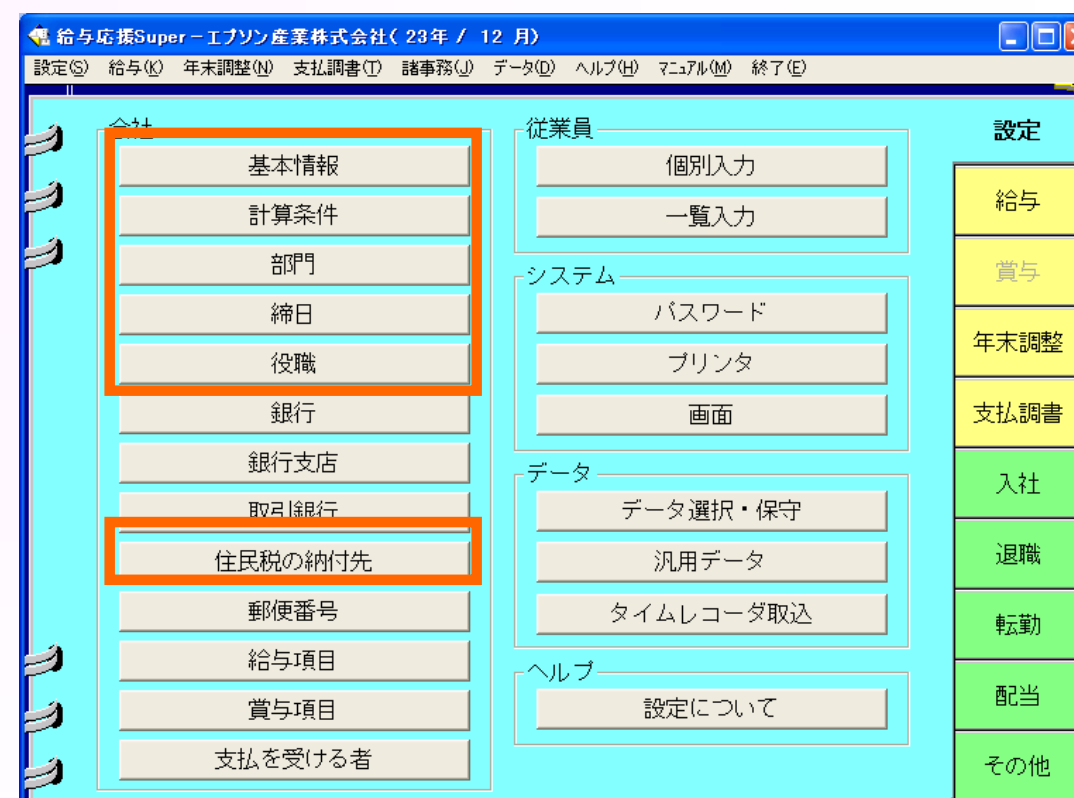 給与応援Super－エプソン産業株式会社( 23年 / 12 月)
設定(S) 給与(K) 年末調整(N) 支払調書(T) 諸事務(J) データ(D) ヘルプ(H) マニュアル(M) 終了(E)
会社
基本情報
計算条件
部門
締日
役職
銀行
銀行支店
取引銀行
住民税の納付先
郵便番号
給与項目
賞与項目
支払を受ける者
従業員
個別入力
一覧入力
システム
パスワード
プリンタ
画面
データ
データ選択・保守
汎用データ
タイムレコーダ取込
ヘルプ
設定について
設定
給与
賞与
年末調整
支払調書
入社
退職
転勤
配当
その他